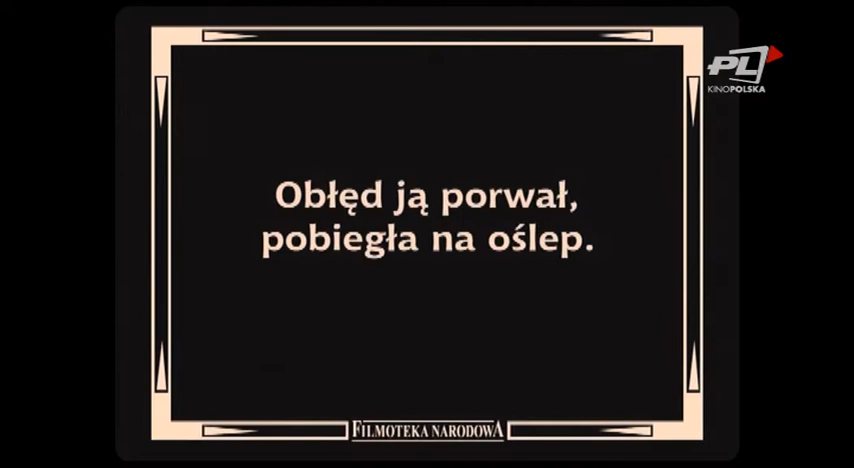 PL
KINOPOLSKA
Obłęd ją porwał,
pobiegła na oślep.
FILMOTEKA NARODOWA